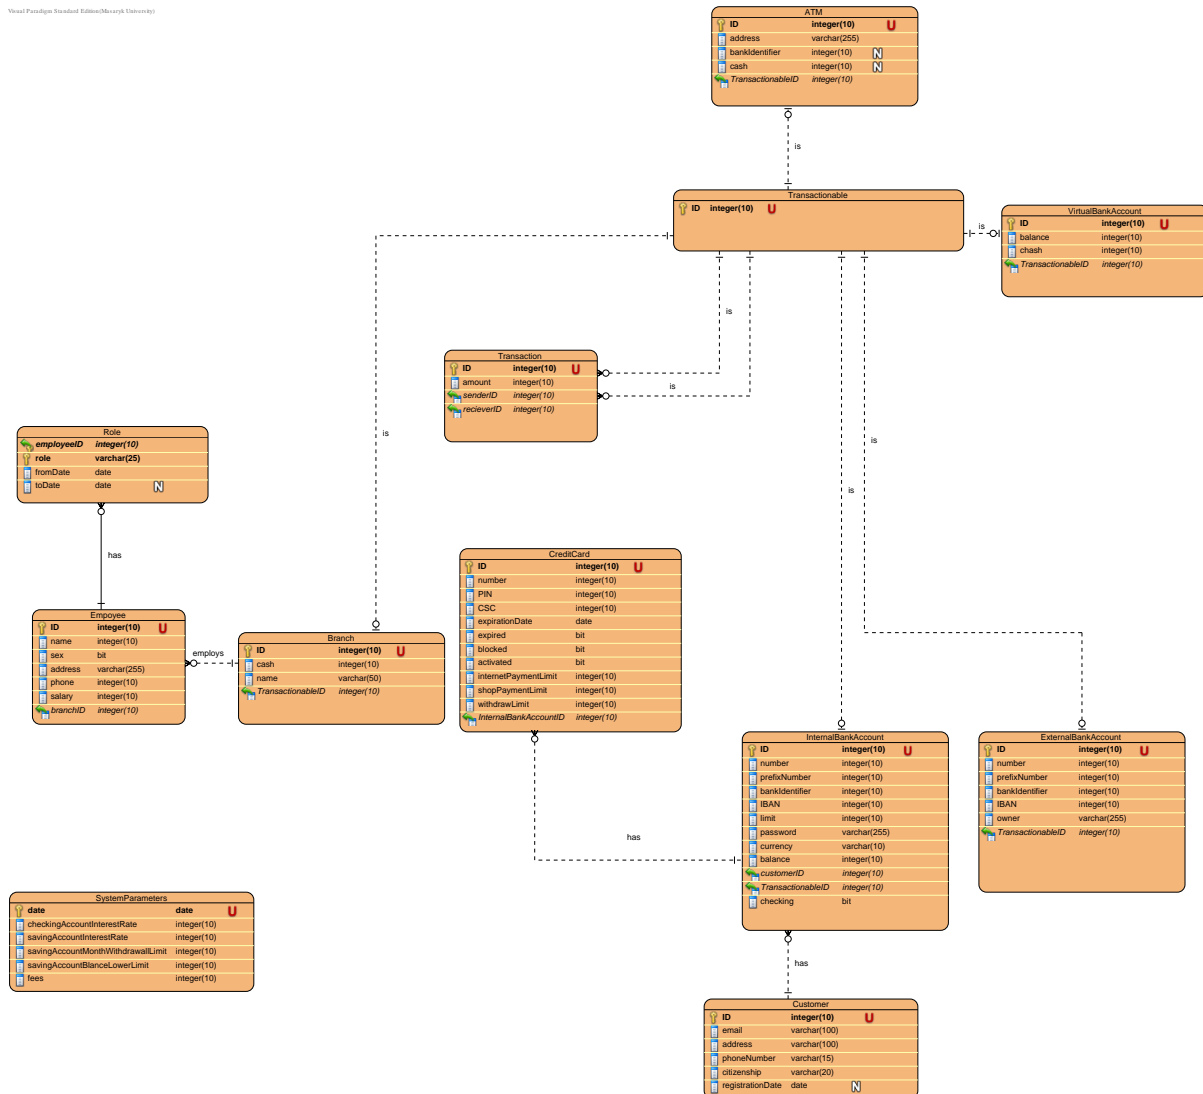 Visual Paradigm Standard Edition(Masaryk University)
ATM
ID integer(10) U
address varchar(255)
bankIdentifier integer(10) N
cash integer(10) N
TransactionableID integer(10)
is
Transactionable
ID integer(10) U
is
VirtualBankAccount
ID integer(10) U
balance integer(10)
chash integer(10)
TransactionableID integer(10)
is
Transaction
ID integer(10) U
amount integer(10)
senderID integer(10)
recieverID integer(10)
is
is
is
is
Role
employeeID integer(10)
role varchar(25)
fromDate date
toDate date N
has
Empoyee
ID integer(10) U
name integer(10)
sex bit
address varchar(255)
phone integer(10)
salary integer(10)
branchID integer(10)
employs
Branch
ID integer(10) U
cash integer(10)
name varchar(50)
TransactionableID integer(10)
CreditCard
ID integer(10) U
number integer(10)
PIN integer(10)
CSC integer(10)
expirationDate date
expired bit
blocked bit
activated bit
internetPaymentLimit integer(10)
shopPaymentLimit integer(10)
withdrawLimit integer(10)
InternalBankAccountID integer(10)
has
InternalBankAccount
ID integer(10) U
number integer(10)
prefixNumber integer(10)
bankIdentifier integer(10)
IBAN integer(10)
limit integer(10)
password varchar(255)
currency varchar(10)
balance integer(10)
customerID integer(10)
TransactionableID integer(10)
checking bit
ExternalBankAccount
ID integer(10) U
number integer(10)
prefixNumber integer(10)
bankIdentifier integer(10)
IBAN integer(10)
owner varchar(255)
TransactionableID integer(10)
SystemParameters
date date U
checkingAccountInterestRate integer(10)
savingAccountInterestRate integer(10)
savingAccountMonthWithdrawallLimit integer(10)
savingAccountBlanceLowerLimit integer(10)
fees integer(10)
has
Customer
ID integer(10) U
email varchar(100)
address varchar(100)
phoneNumber varchar(15)
citizenship varchar(20)
registrationDate date N